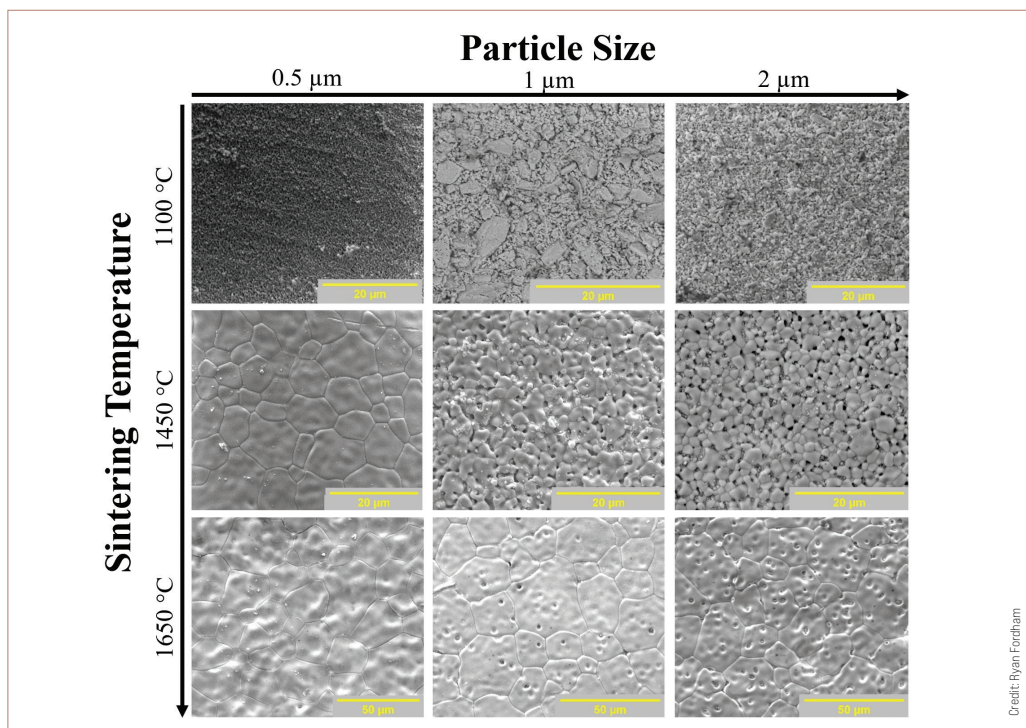 Particle Size
0.5 µm
1 µm
2 µm
Sintering Temperature
1100 °C
20 µm
20 µm
20 µm
1450 °C
20 µm
20 µm
20 µm
1650 °C
50 µm
50 µm
50 µm
Credit: Ryan Fordham